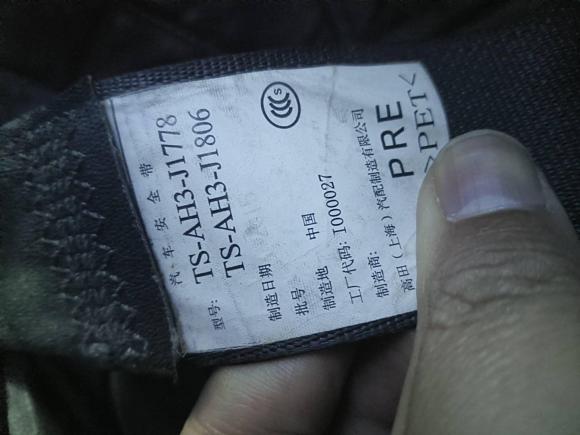 汽 车 安 全 带
型号: TS-AH3-J1778
TS-AH3-J1806
制造日期
批号
制造地 中国
工厂代码: I000027
制造商:
高田（上海）汽配制造有限公司
PRE
>PET<
CCC S